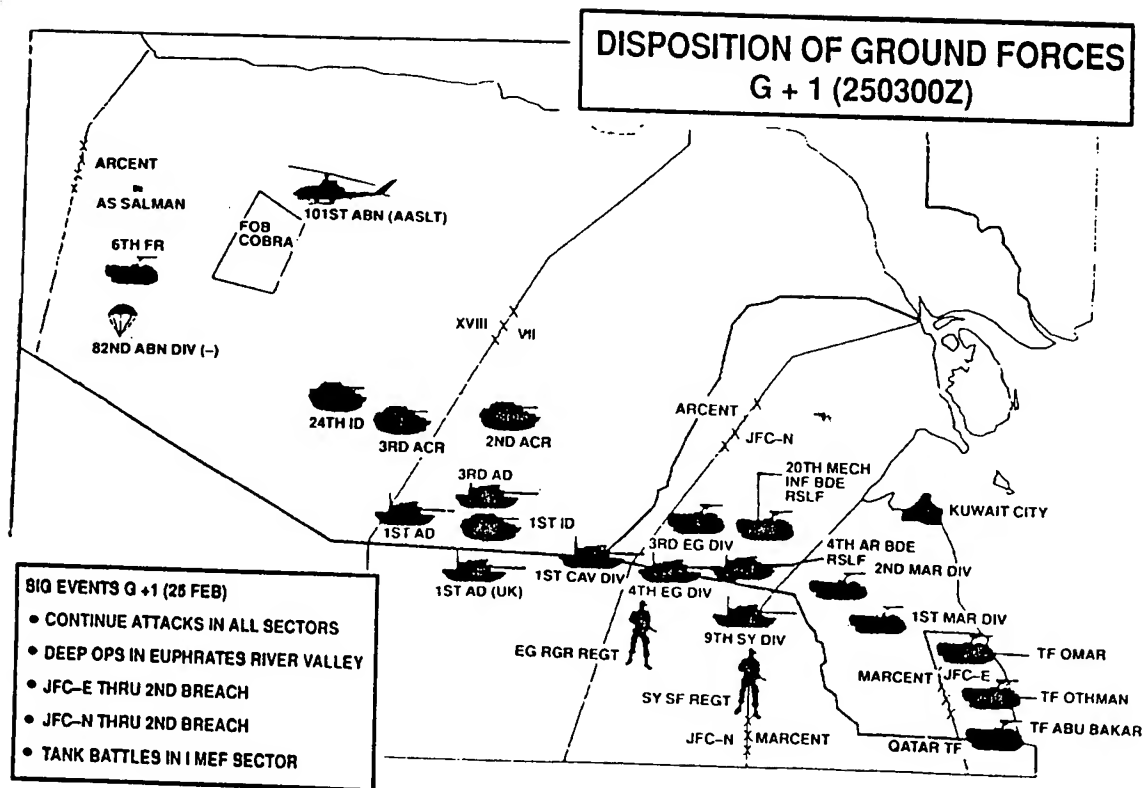 DISPOSITION OF GROUND FORCES
G + 1 (250300Z)
ARCENT
AS SALMAN
6TH FR
82ND ABN DIV (–)
FOB
COBRA
101ST ABN (AASLT)
XVIII
VII
24TH ID
3RD ACR
2ND ACR
3RD AD
1ST AD
1ST ID
1ST AD (UK)
1ST CAV DIV
ARCENT
JFC–N
20TH MECH
INF BDE
RSLF
3RD EG DIV
4TH EG DIV
4TH AR BDE
RSLF
9TH SY DIV
EG RGR REGT
SY SF REGT
JFC–N
MARCENT
KUWAIT CITY
2ND MAR DIV
1ST MAR DIV
MARCENT
JFC–E
TF OMAR
TF OTHMAN
TF ABU BAKAR
QATAR TF
SIG EVENTS G +1 (25 FEB)
• CONTINUE ATTACKS IN ALL SECTORS
• DEEP OPS IN EUPHRATES RIVER VALLEY
• JFC–E THRU 2ND BREACH
• JFC–N THRU 2ND BREACH
• TANK BATTLES IN I MEF SECTOR